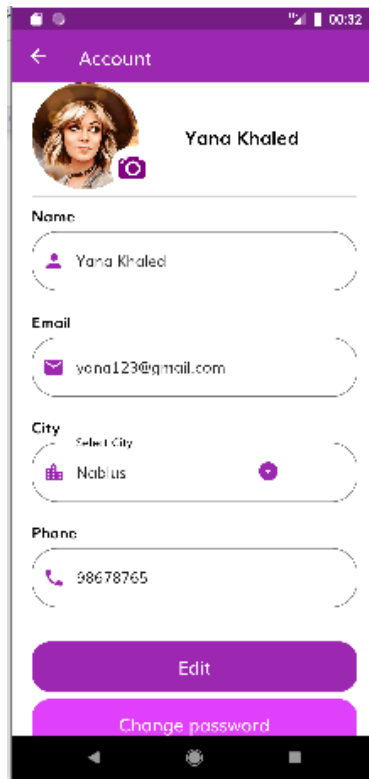 00:32
Account
Yana Khaled
Name
Yana Khaled
Email
yana123@gmail.com
City
Select City
Nablus
Phone
98678765
Edit
Change password